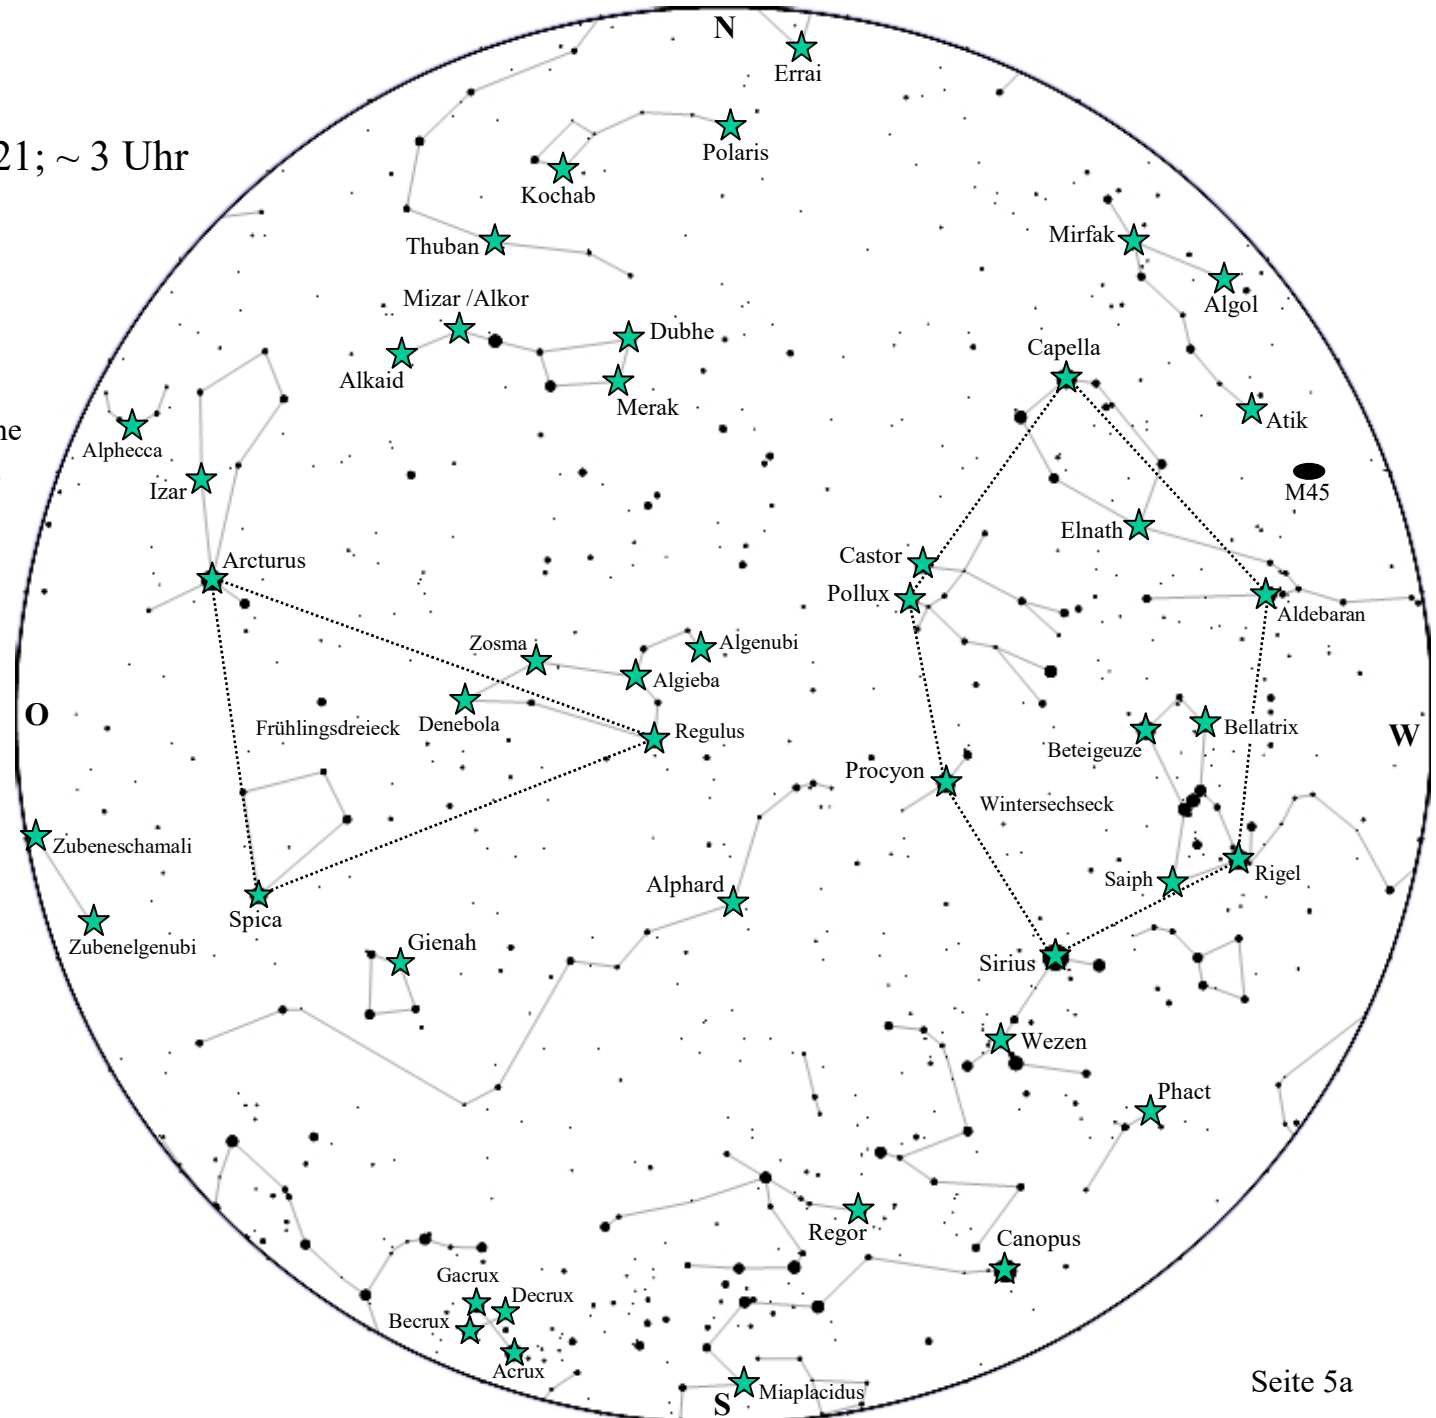 N
Errai
21; ~ 3 Uhr
Polaris
Kochab
Thuban
Mirfak
Algol
Mizar /Alkor
Dubhe
Alkaid
Merak
Capella
Atik
ne
Alphecca
Izar
M45
Elnath
Castor
Arcturus
Pollux
Aldebaran
Zosma
Algenubi
Algieba
O
Frühlingsdreieck
Denebola
Regulus
Beteigeuze
Bellatrix
W
Procyon
Wintersechseck
Zubeneschamali
Alphard
Saiph
Rigel
Spica
Zubenelgenubi
Gienah
Sirius
Wezen
Phact
Regor
Canopus
Gacrux
Decrux
Becrux
Acrux
Miaplacidus
S
Seite 5a